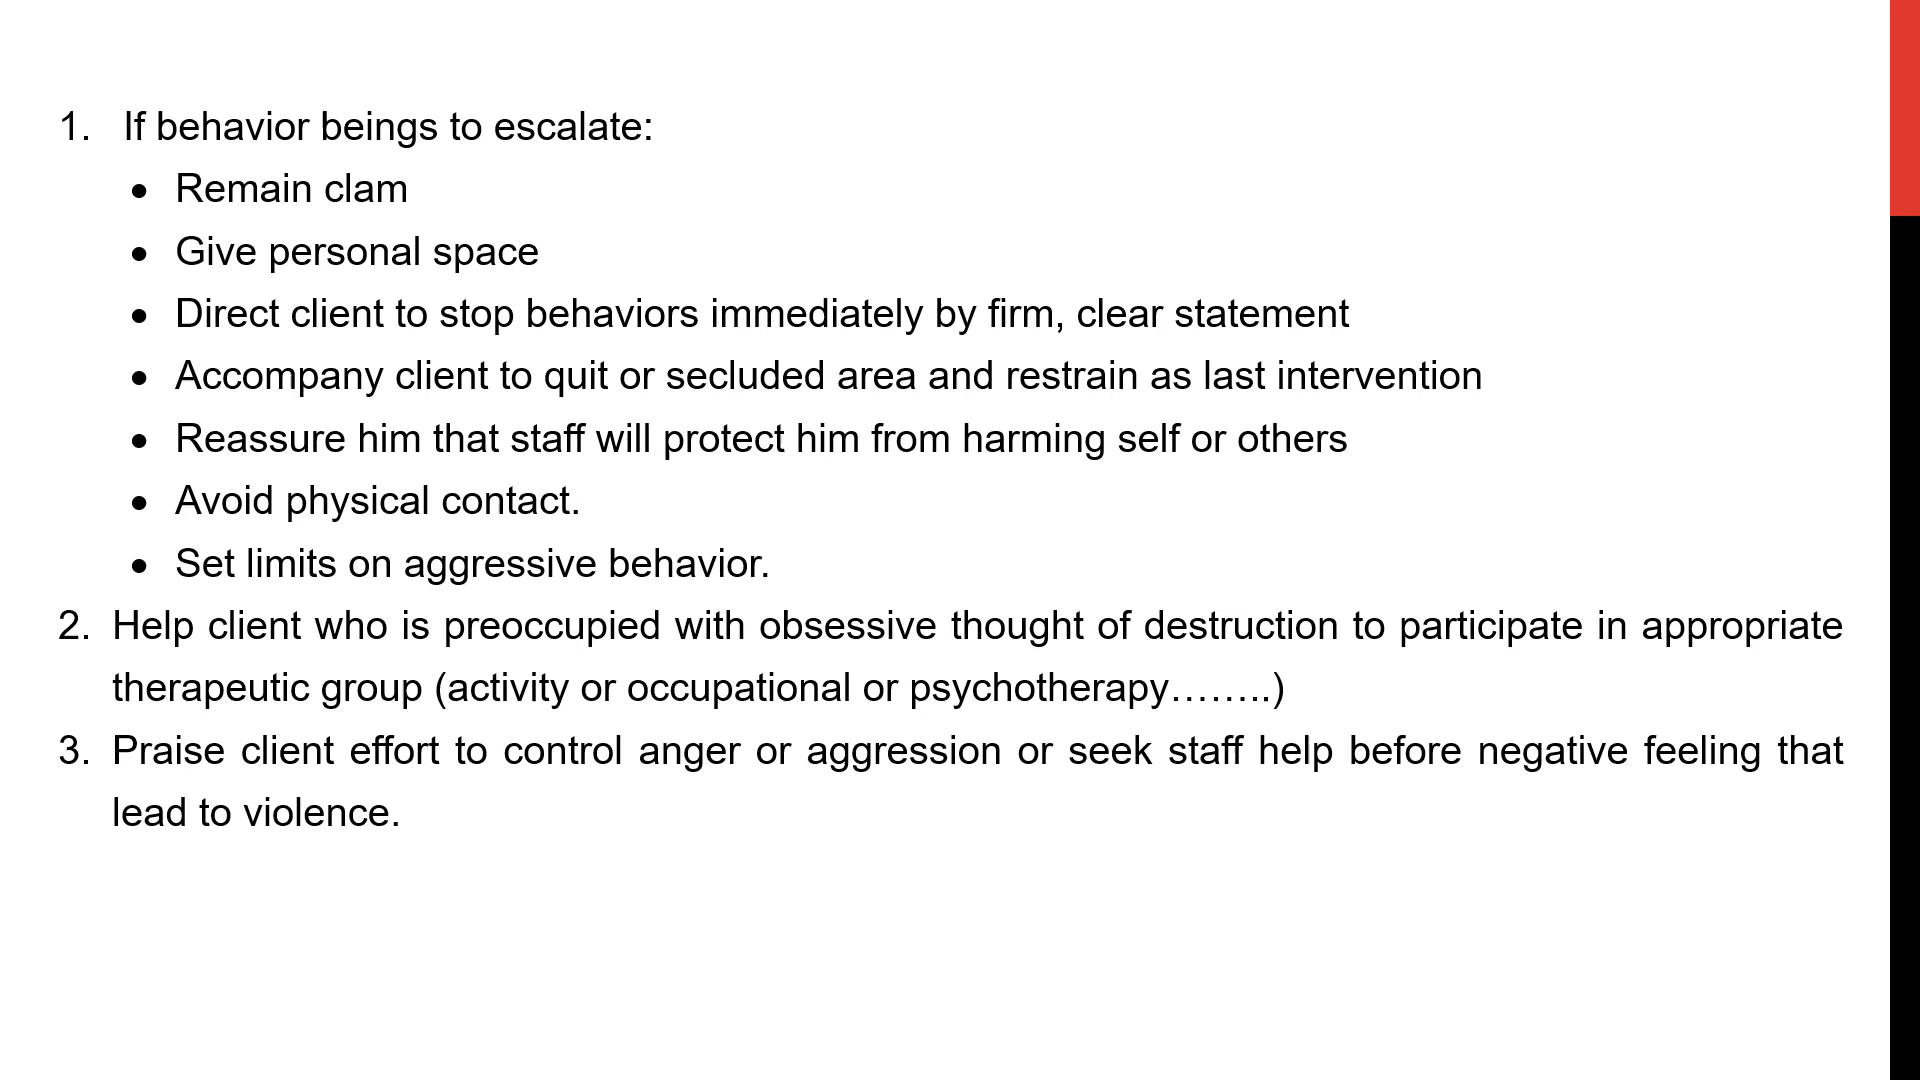 1. If behavior beings to escalate:
• Remain clam
• Give personal space
• Direct client to stop behaviors immediately by firm, clear statement
• Accompany client to quit or secluded area and restrain as last intervention
• Reassure him that staff will protect him from harming self or others
• Avoid physical contact.
• Set limits on aggressive behavior.
2. Help client who is preoccupied with obsessive thought of destruction to participate in appropriate
therapeutic group (activity or occupational or psychotherapy……..)
3. Praise client effort to control anger or aggression or seek staff help before negative feeling that
lead to violence.